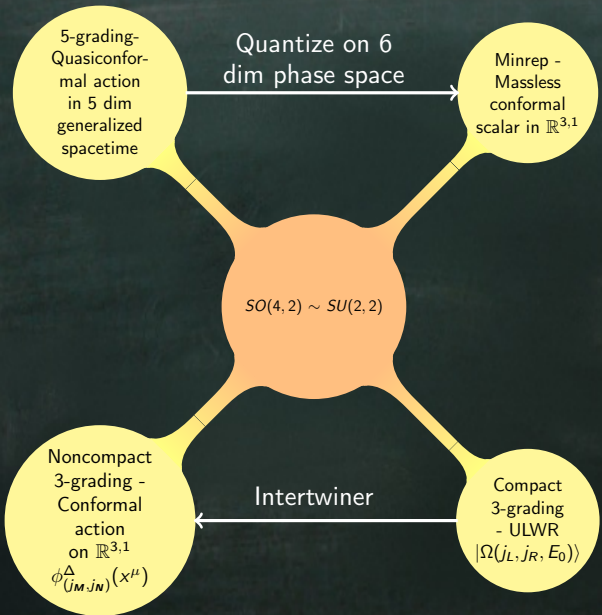 5-grading-
Quasiconfor-
mal action
in 5 dim
generalized
spacetime
Quantize on 6
dim phase space
Minrep -
Massless
conformal
scalar in ℝ³,¹
SO(4, 2) ∼ SU(2, 2)
Noncompact
3-grading -
Conformal
action
on ℝ³,¹
ϕ^Δ_(j_M, j_N)(x^μ)
Intertwiner
Compact
3-grading
- ULWR
|Ω(j_L, j_R, E_0)⟩